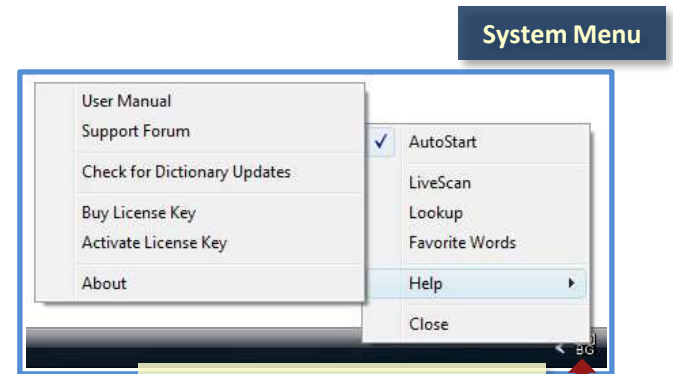 System Menu
User Manual
Support Forum
Check for Dictionary Updates
Buy License Key
Activate License Key
About
AutoStart
LiveScan
Lookup
Favorite Words
Help
Close
BG